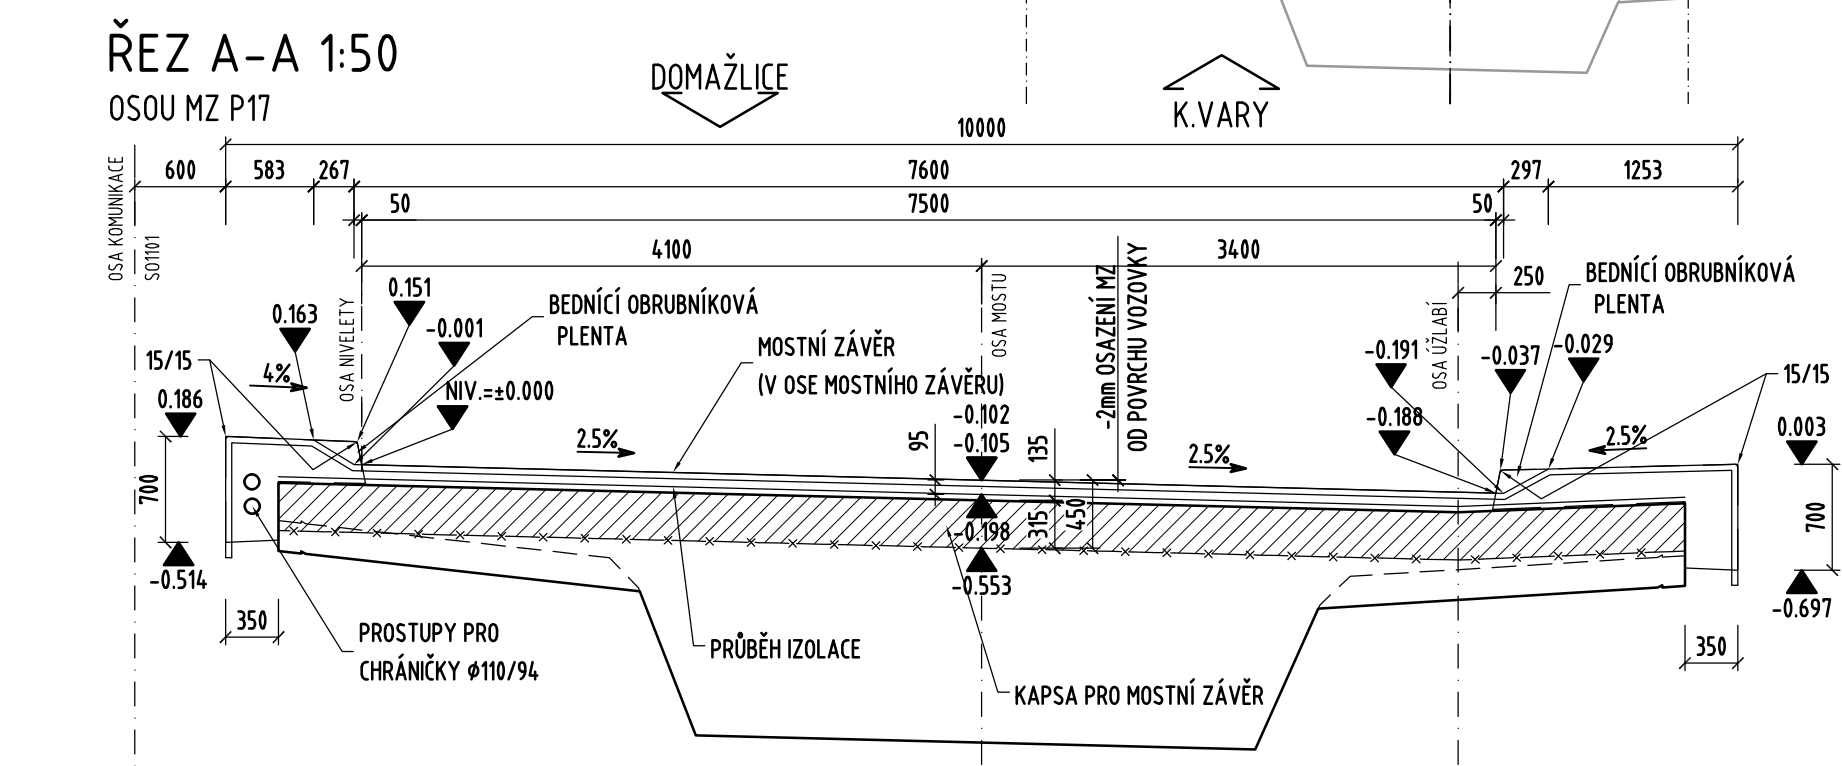 ŘEZ A-A 1:50
OSOU MZ P17
DOMAŽLICE
K.VARY
10000
600
583
267
7600
297
1253
50
7500
50
4100
3400
250
OSA KOMUNIKACE
SO1101
OSA NIVELETY
OSA MOSTU
-2mm OSAZENÍ MZ
OD POVRCHU VOZOVKY
OSA ÚŽLABÍ
BEDNÍCÍ OBRUBNÍKOVÁ
PLENTA
BEDNÍCÍ OBRUBNÍKOVÁ
PLENTA
0.163
0.151
-0.001
NIV.=±0.000
15/15
4%
0.186
MOSTNÍ ZÁVĚR
(V OSE MOSTNÍHO ZÁVĚRU)
-0.102
-0.105
-0.191
-0.188
-0.037
-0.029
15/15
0.003
2.5%
2.5%
2.5%
95
135
315
450
700
700
-0.198
-0.553
-0.514
-0.697
350
350
PROSTUPY PRO
CHRÁNIČKY ϕ110/94
PRŮBĚH IZOLACE
KAPSA PRO MOSTNÍ ZÁVĚR